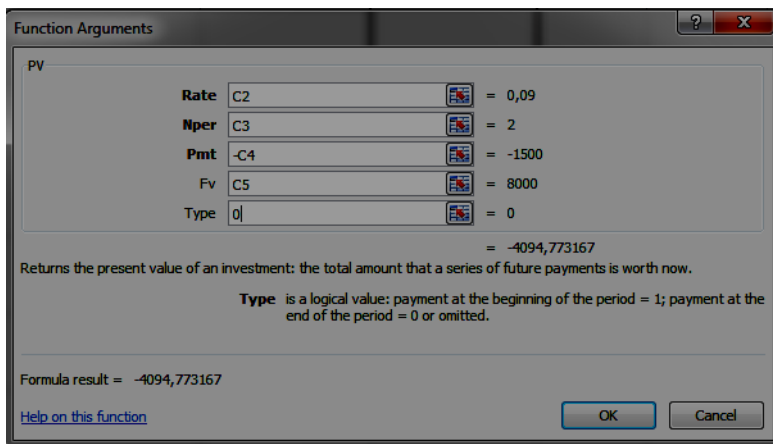 Function Arguments
PV
Rate C2 = 0,09
Nper C3 = 2
Pmt -C4 = -1500
Fv C5 = 8000
Type 0 = 0
= -4094,773167
Returns the present value of an investment: the total amount that a series of future payments is worth now.
Type is a logical value: payment at the beginning of the period = 1; payment at the
end of the period = 0 or omitted.
Formula result = -4094,773167
Help on this function
OK Cancel